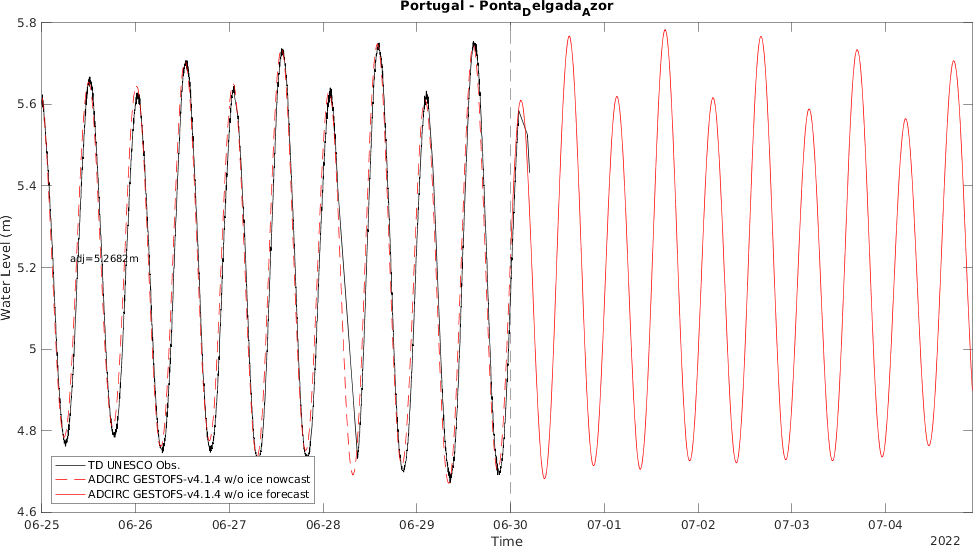 Portugal - PontaDelgadaAzor
5.8
5.6
5.4
5.2
5
4.8
4.6
Water Level (m)
adj=5.2682m
TD UNESCO Obs.
ADCIRC GESTOFS-v4.1.4 w/o ice nowcast
ADCIRC GESTOFS-v4.1.4 w/o ice forecast
06-25 06-26 06-27 06-28 06-29 06-30 07-01 07-02 07-03 07-04
Time
2022